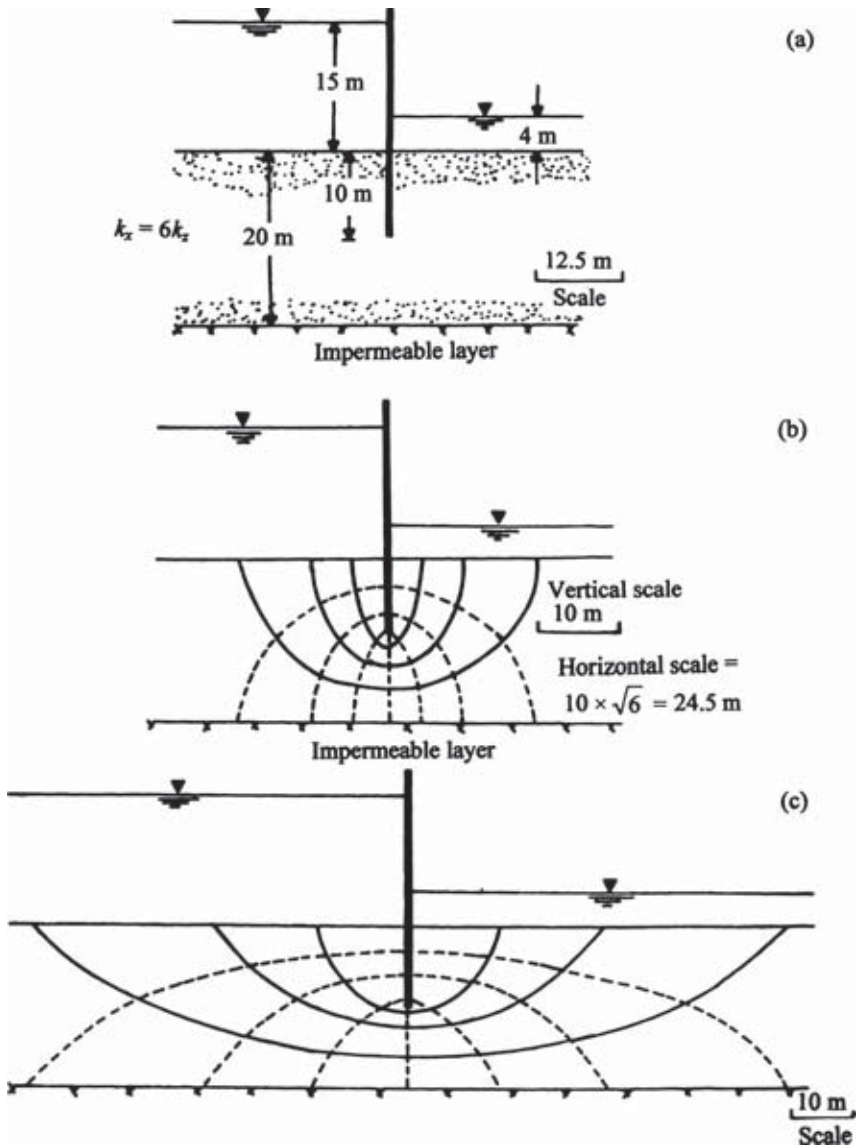 (a)
15 m
4 m
10 m
kₓ = 6k_z
20 m
12.5 m
Scale
Impermeable layer
(b)
Vertical scale
10 m
Horizontal scale =
10 × √6 = 24.5 m
Impermeable layer
(c)
10 m
Scale